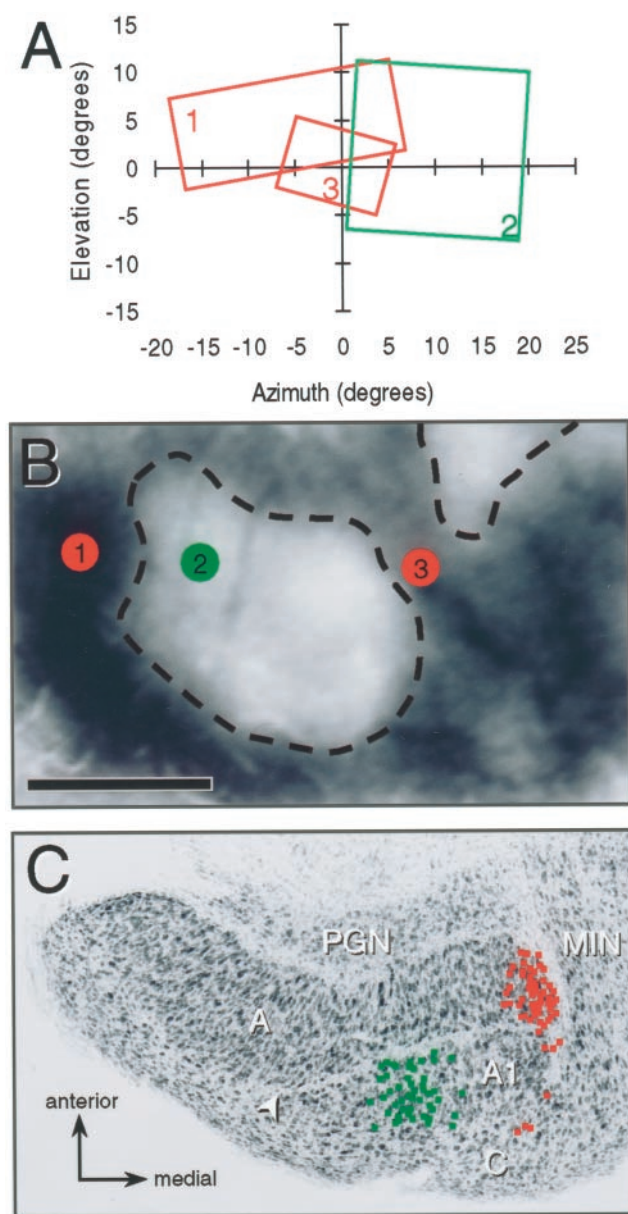 A
Elevation (degrees)
15
10
5
0
-5
-10
-15
1
3
2
-20 -15 -10 -5 0 5 10 15 20 25
Azimuth (degrees)
B
1
2
3
C
PGN
MIN
A
A1
C
anterior
medial